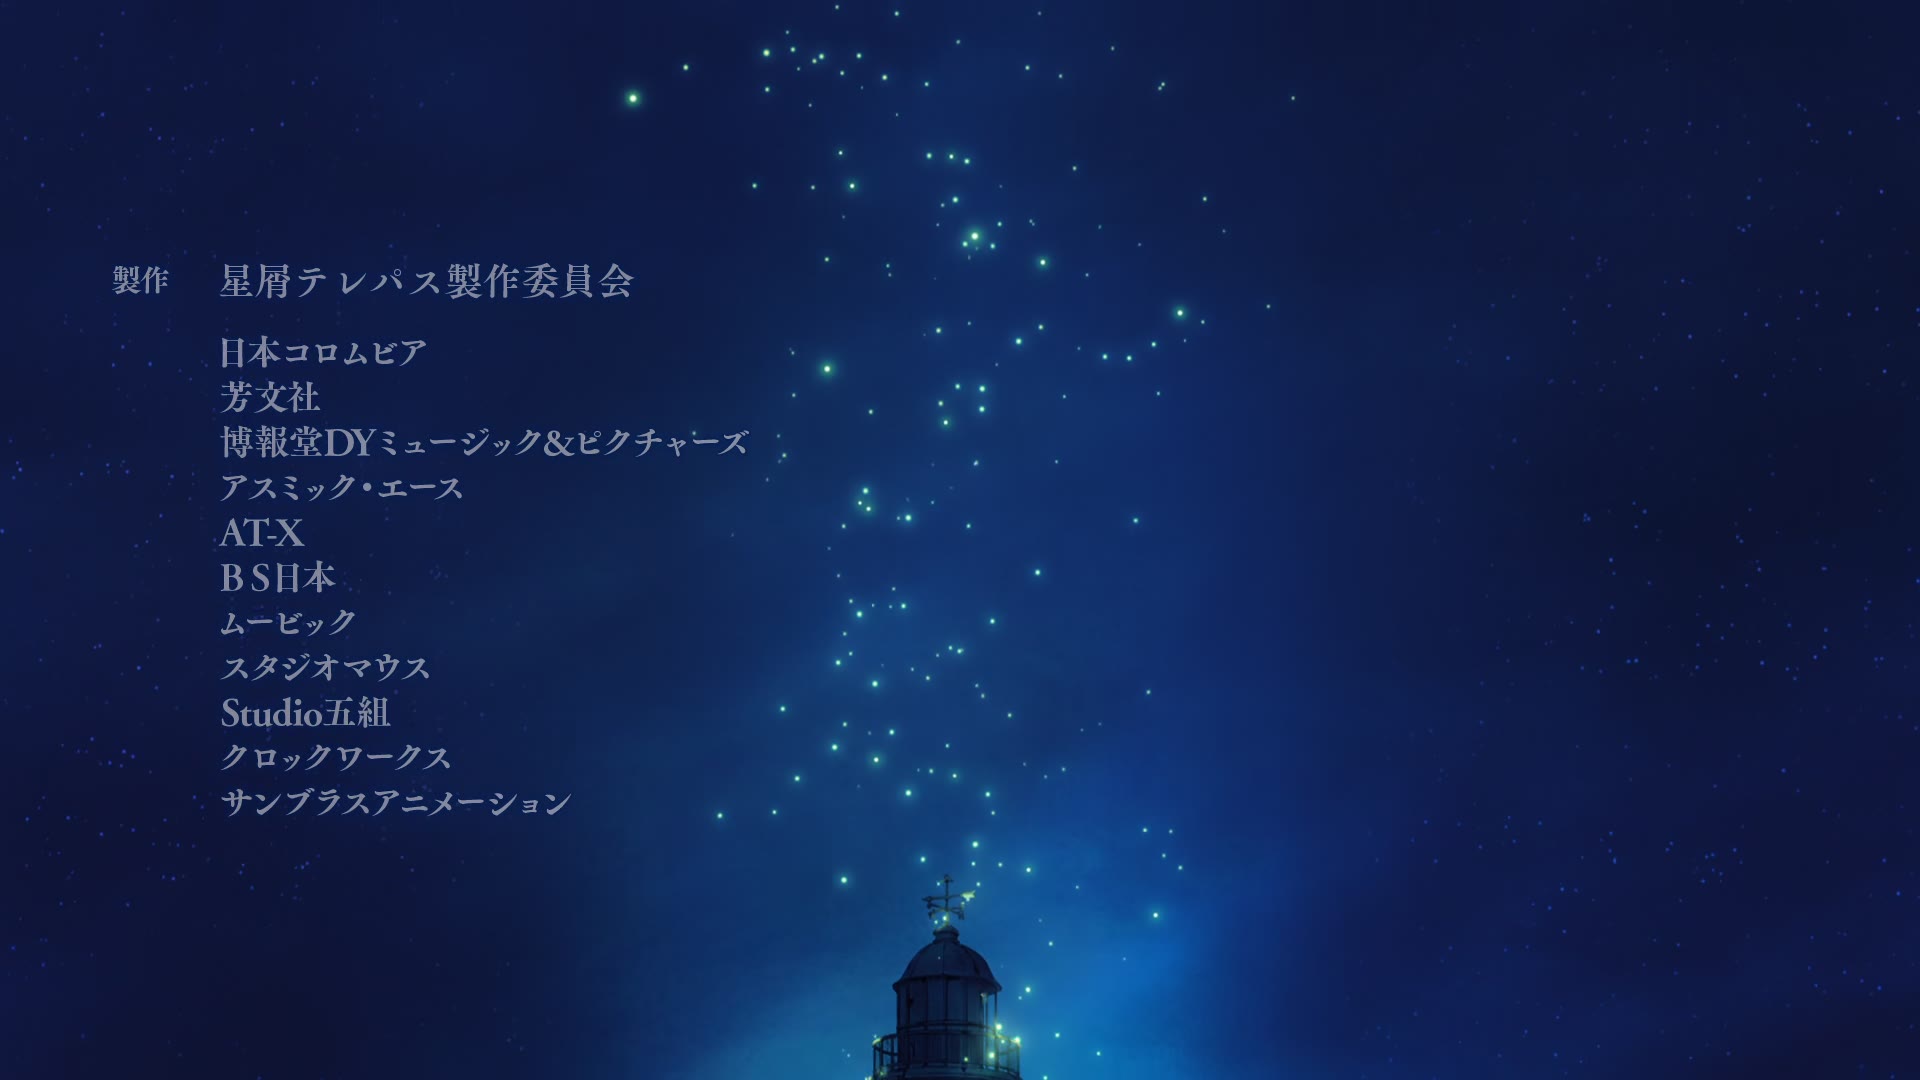 製作 星屑テレパス製作委員会
日本コロムビア
芳文社
博報堂DYミュージック&ピクチャーズ
アスミック・エース
AT-X
BS日本
ムービック
スタジオマウス
Studio五組
クロックワークス
サンブラスアニメーション